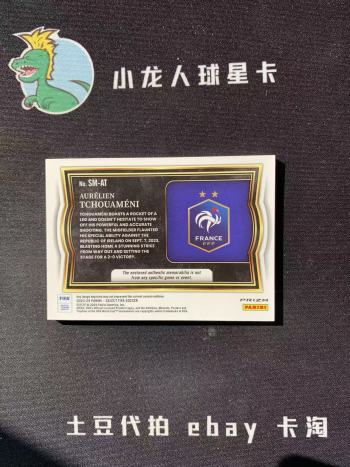 小龙人球星卡
No. SM-AT
AURÉLIEN
TCHOUAMÉNI
TCHOUAMÉNI BOASTS A ROCKET OF A
LEG AND DOESN'T HESITATE TO SHOW
OFF HIS POWERFUL AND ACCURATE
SHOOTING. THE MIDFIELDER FLAUNTED
HIS SPECIAL ABILITY AGAINST THE
REPUBLIC OF IRELAND ON SEPT. 7, 2023,
BLASTING HOME A STUNNING STRIKE
FROM WAY OUT AND SETTING THE
STAGE FOR A 2-0 VICTORY.
FRANCE
FFF
The enclosed authentic memorabilia is not
from any specific game or event.
FIFA
PRIZM
PANINI
土豆代拍 ebay 卡淘